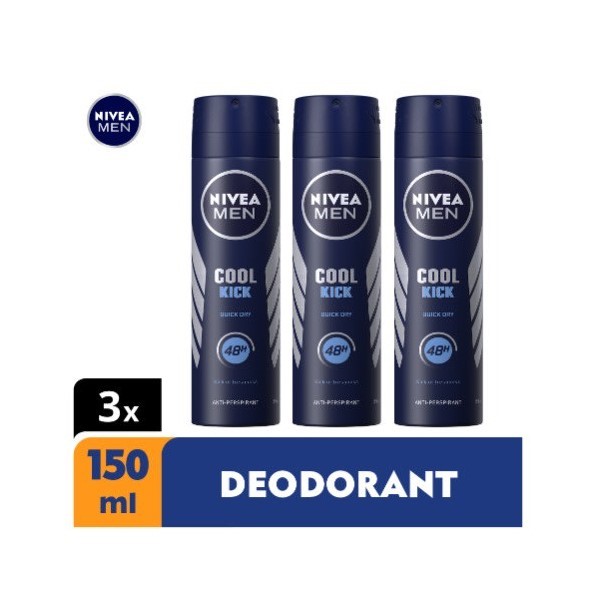 NIVEA
MEN
NIVEA
MEN
COOL
KICK
QUICK DRY
48H
ANTI-PERSPIRANT
NIVEA
MEN
COOL
KICK
QUICK DRY
48H
ANTI-PERSPIRANT
NIVEA
MEN
COOL
KICK
QUICK DRY
48H
ANTI-PERSPIRANT
3x
150
ml
DEODORANT